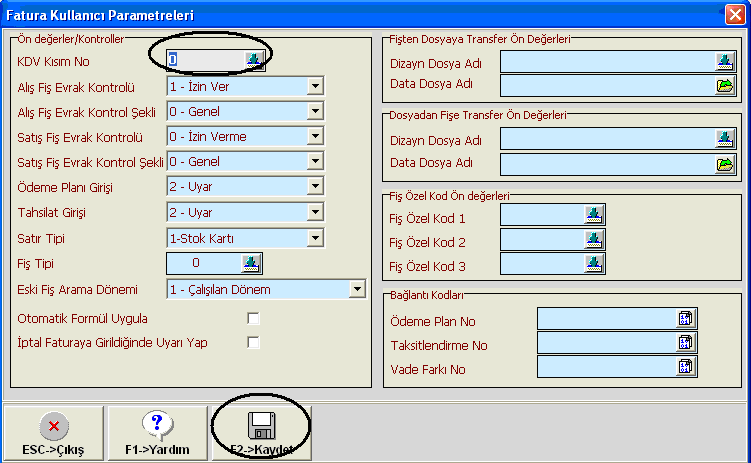 Fatura Kullanıcı Parametreleri
Ön değerler/Kontroller
KDV Kısım No 0
Alış Fiş Evrak Kontrolü 1 - İzin Ver
Alış Fiş Evrak Kontrol Şekli 0 - Genel
Satış Fiş Evrak Kontrolü 0 - İzin Verme
Satış Fiş Evrak Kontrol Şekli 0 - Genel
Ödeme Planı Girişi 2 - Uyar
Tahsilat Girişi 2 - Uyar
Satır Tipi 1-Stok Kartı
Fiş Tipi 0
Eski Fiş Arama Dönemi 1 - Çalışılan Dönem
Otomatik Formül Uygula
İptal Faturaya Girildiğinde Uyarı Yap
Fişten Dosyaya Transfer Ön Değerleri
Dizayn Dosya Adı
Data Dosya Adı
Dosyadan Fişe Transfer Ön Değerleri
Dizayn Dosya Adı
Data Dosya Adı
Fiş Özel Kod Ön değerleri
Fiş Özel Kod 1
Fiş Özel Kod 2
Fiş Özel Kod 3
Bağlantı Kodları
Ödeme Plan No
Taksitlendirme No
Vade Farkı No
ESC->Çıkış
F1->Yardım
F2->Kaydet